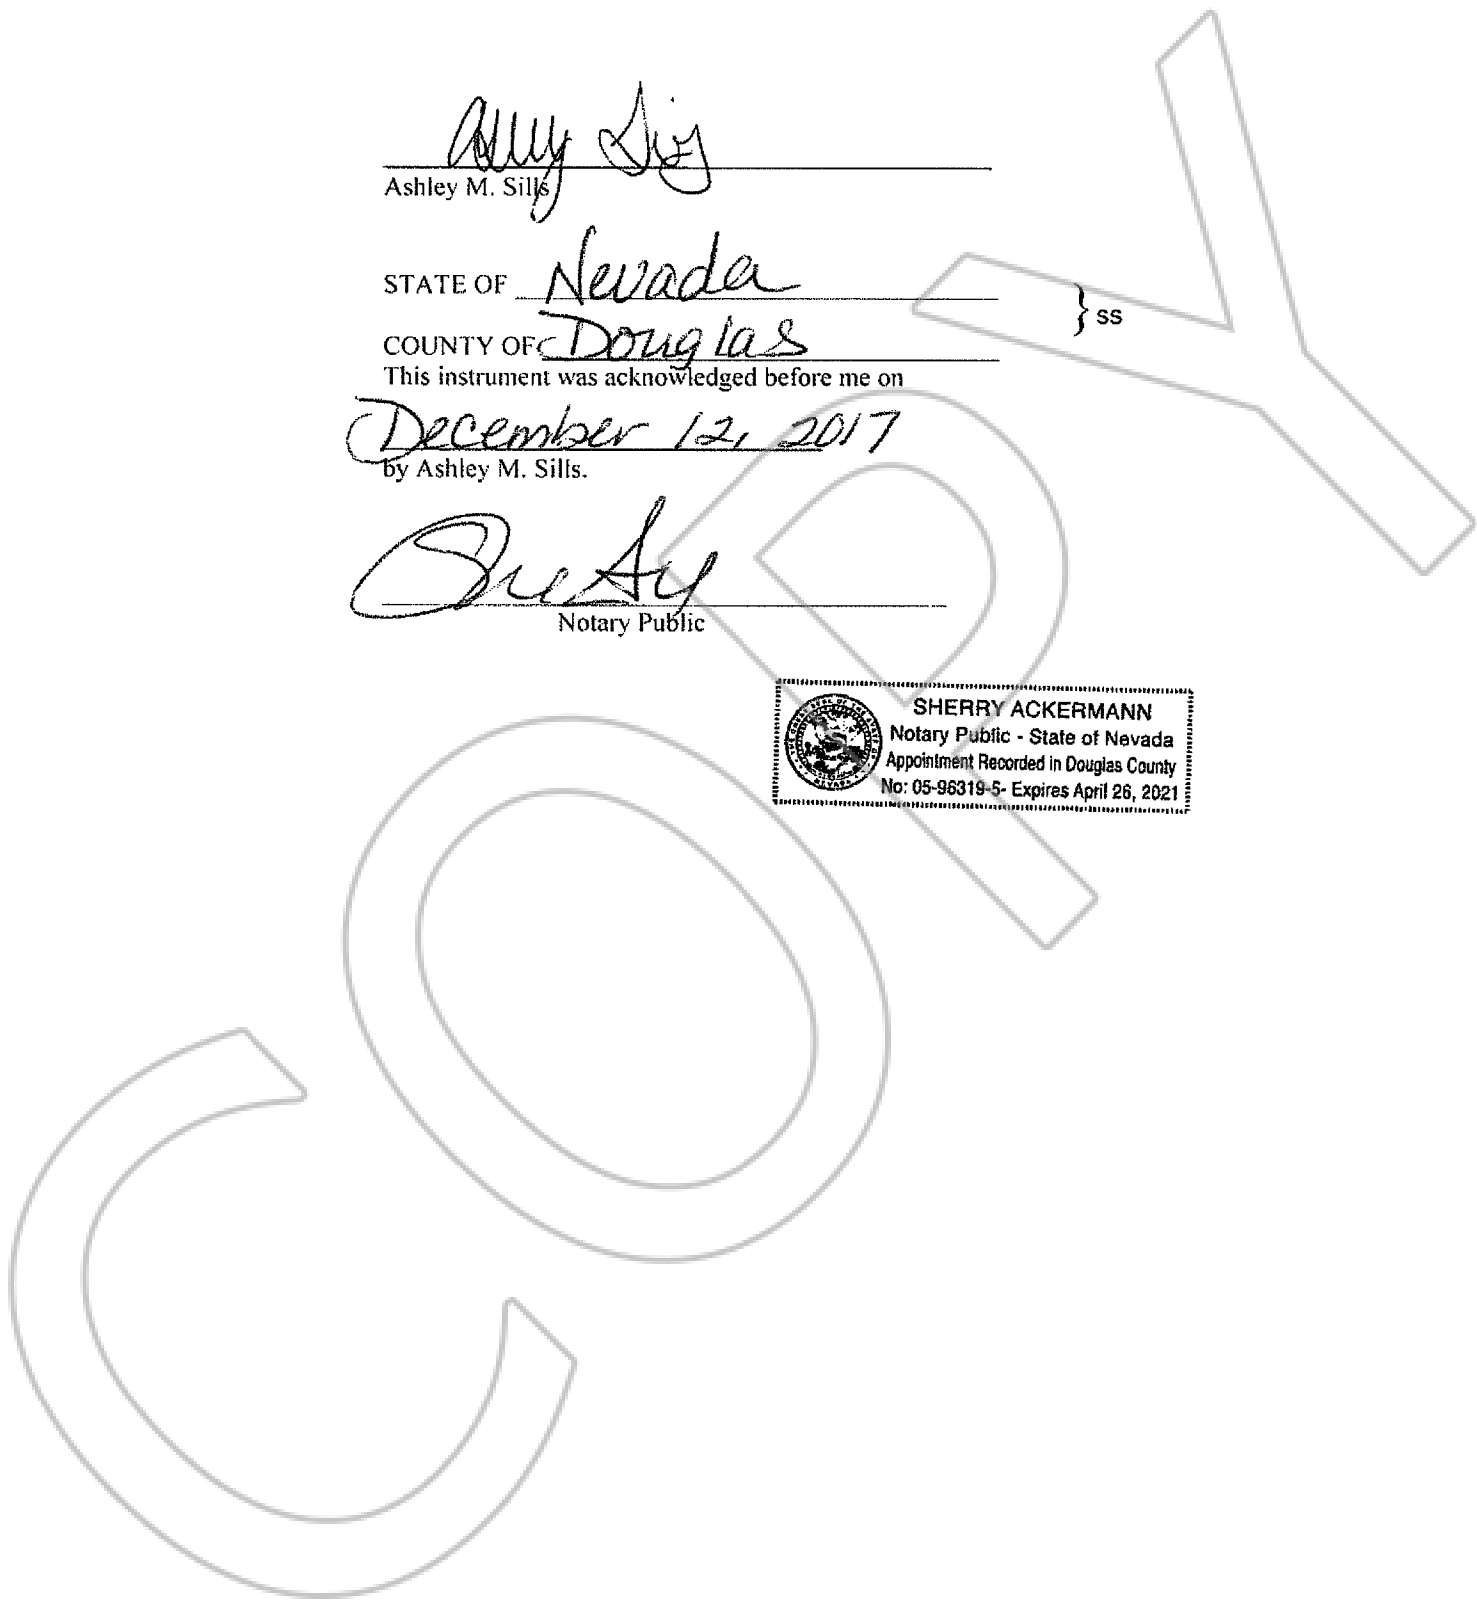 Ashley M. Sills
STATE OF Nevada
} ss
COUNTY OF Douglas
This instrument was acknowledged before me on
December 12, 2017
by Ashley M. Sills.
Notary Public
SHERRY ACKERMANN
Notary Public - State of Nevada
Appointment Recorded in Douglas County
No: 05-96319-5- Expires April 26, 2021
COPY